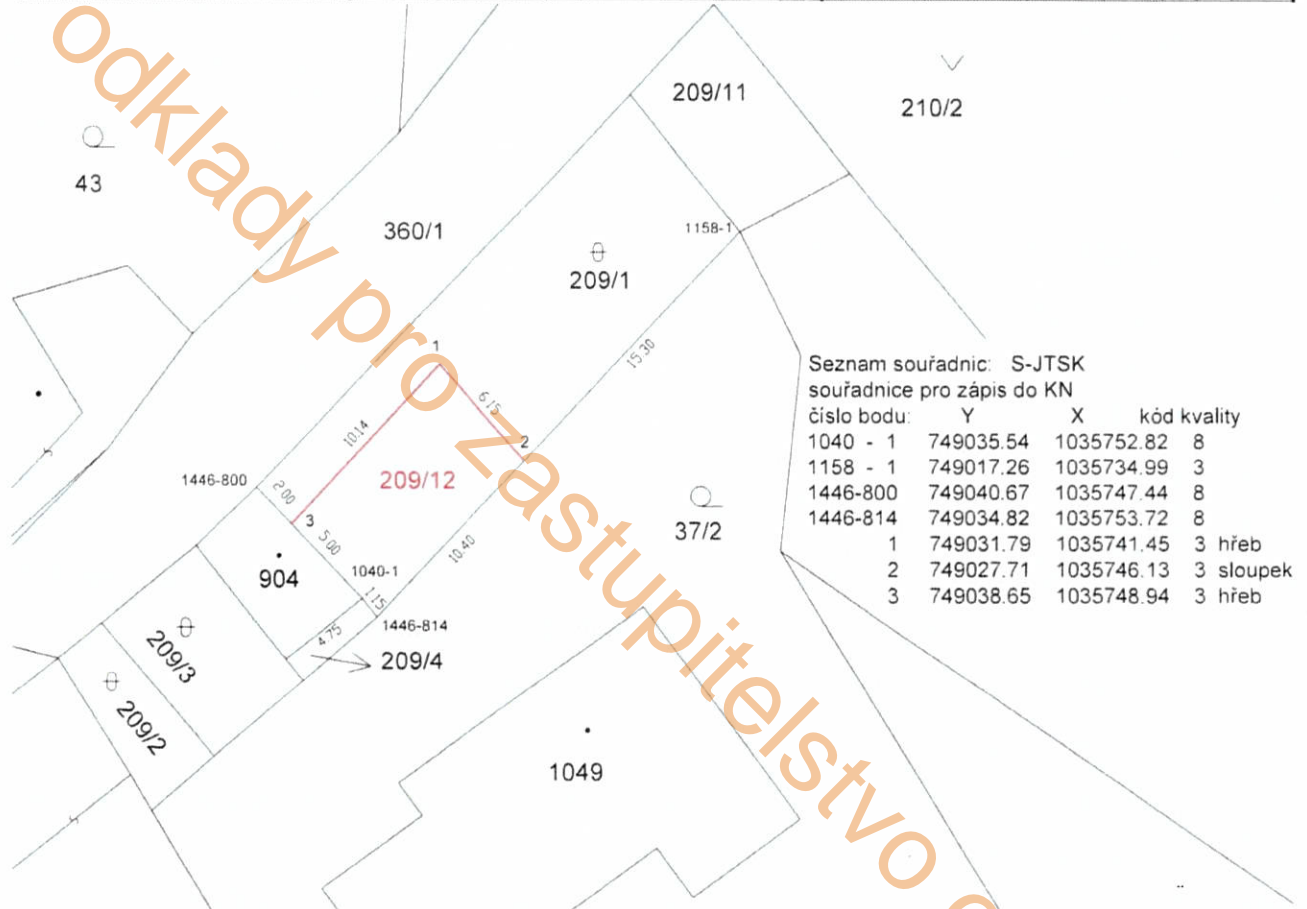 odklady pro zastupitelstvo
209/11
210/2
43
360/1
1158-1
209/1
15.30
1
6.15
2
10.14
209/12
1446-800
2.00
3
5.00
10.40
37/2
904
1040-1
1.15
1446-814
4.75
209/4
209/3
209/2
1049
Seznam souřadnic: S-JTSK
souřadnice pro zápis do KN
číslo bodu: Y X kód kvality
1040 - 1 749035.54 1035752.82 8
1158 - 1 749017.26 1035734.99 3
1446-800 749040.67 1035747.44 8
1446-814 749034.82 1035753.72 8
1 749031.79 1035741.45 3 hřeb
2 749027.71 1035746.13 3 sloupek
3 749038.65 1035748.94 3 hřeb